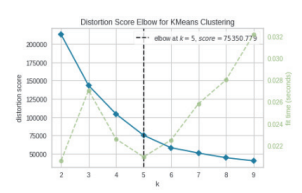 Distortion Score Elbow for KMeans Clustering
elbow at k = 5, score = 75350.779
distortion score
200000
175000
150000
125000
100000
75000
50000
2 3 4 5 6 7 8 9
k
0.032
0.030
0.028
0.026
0.024
0.022
fit time (seconds)